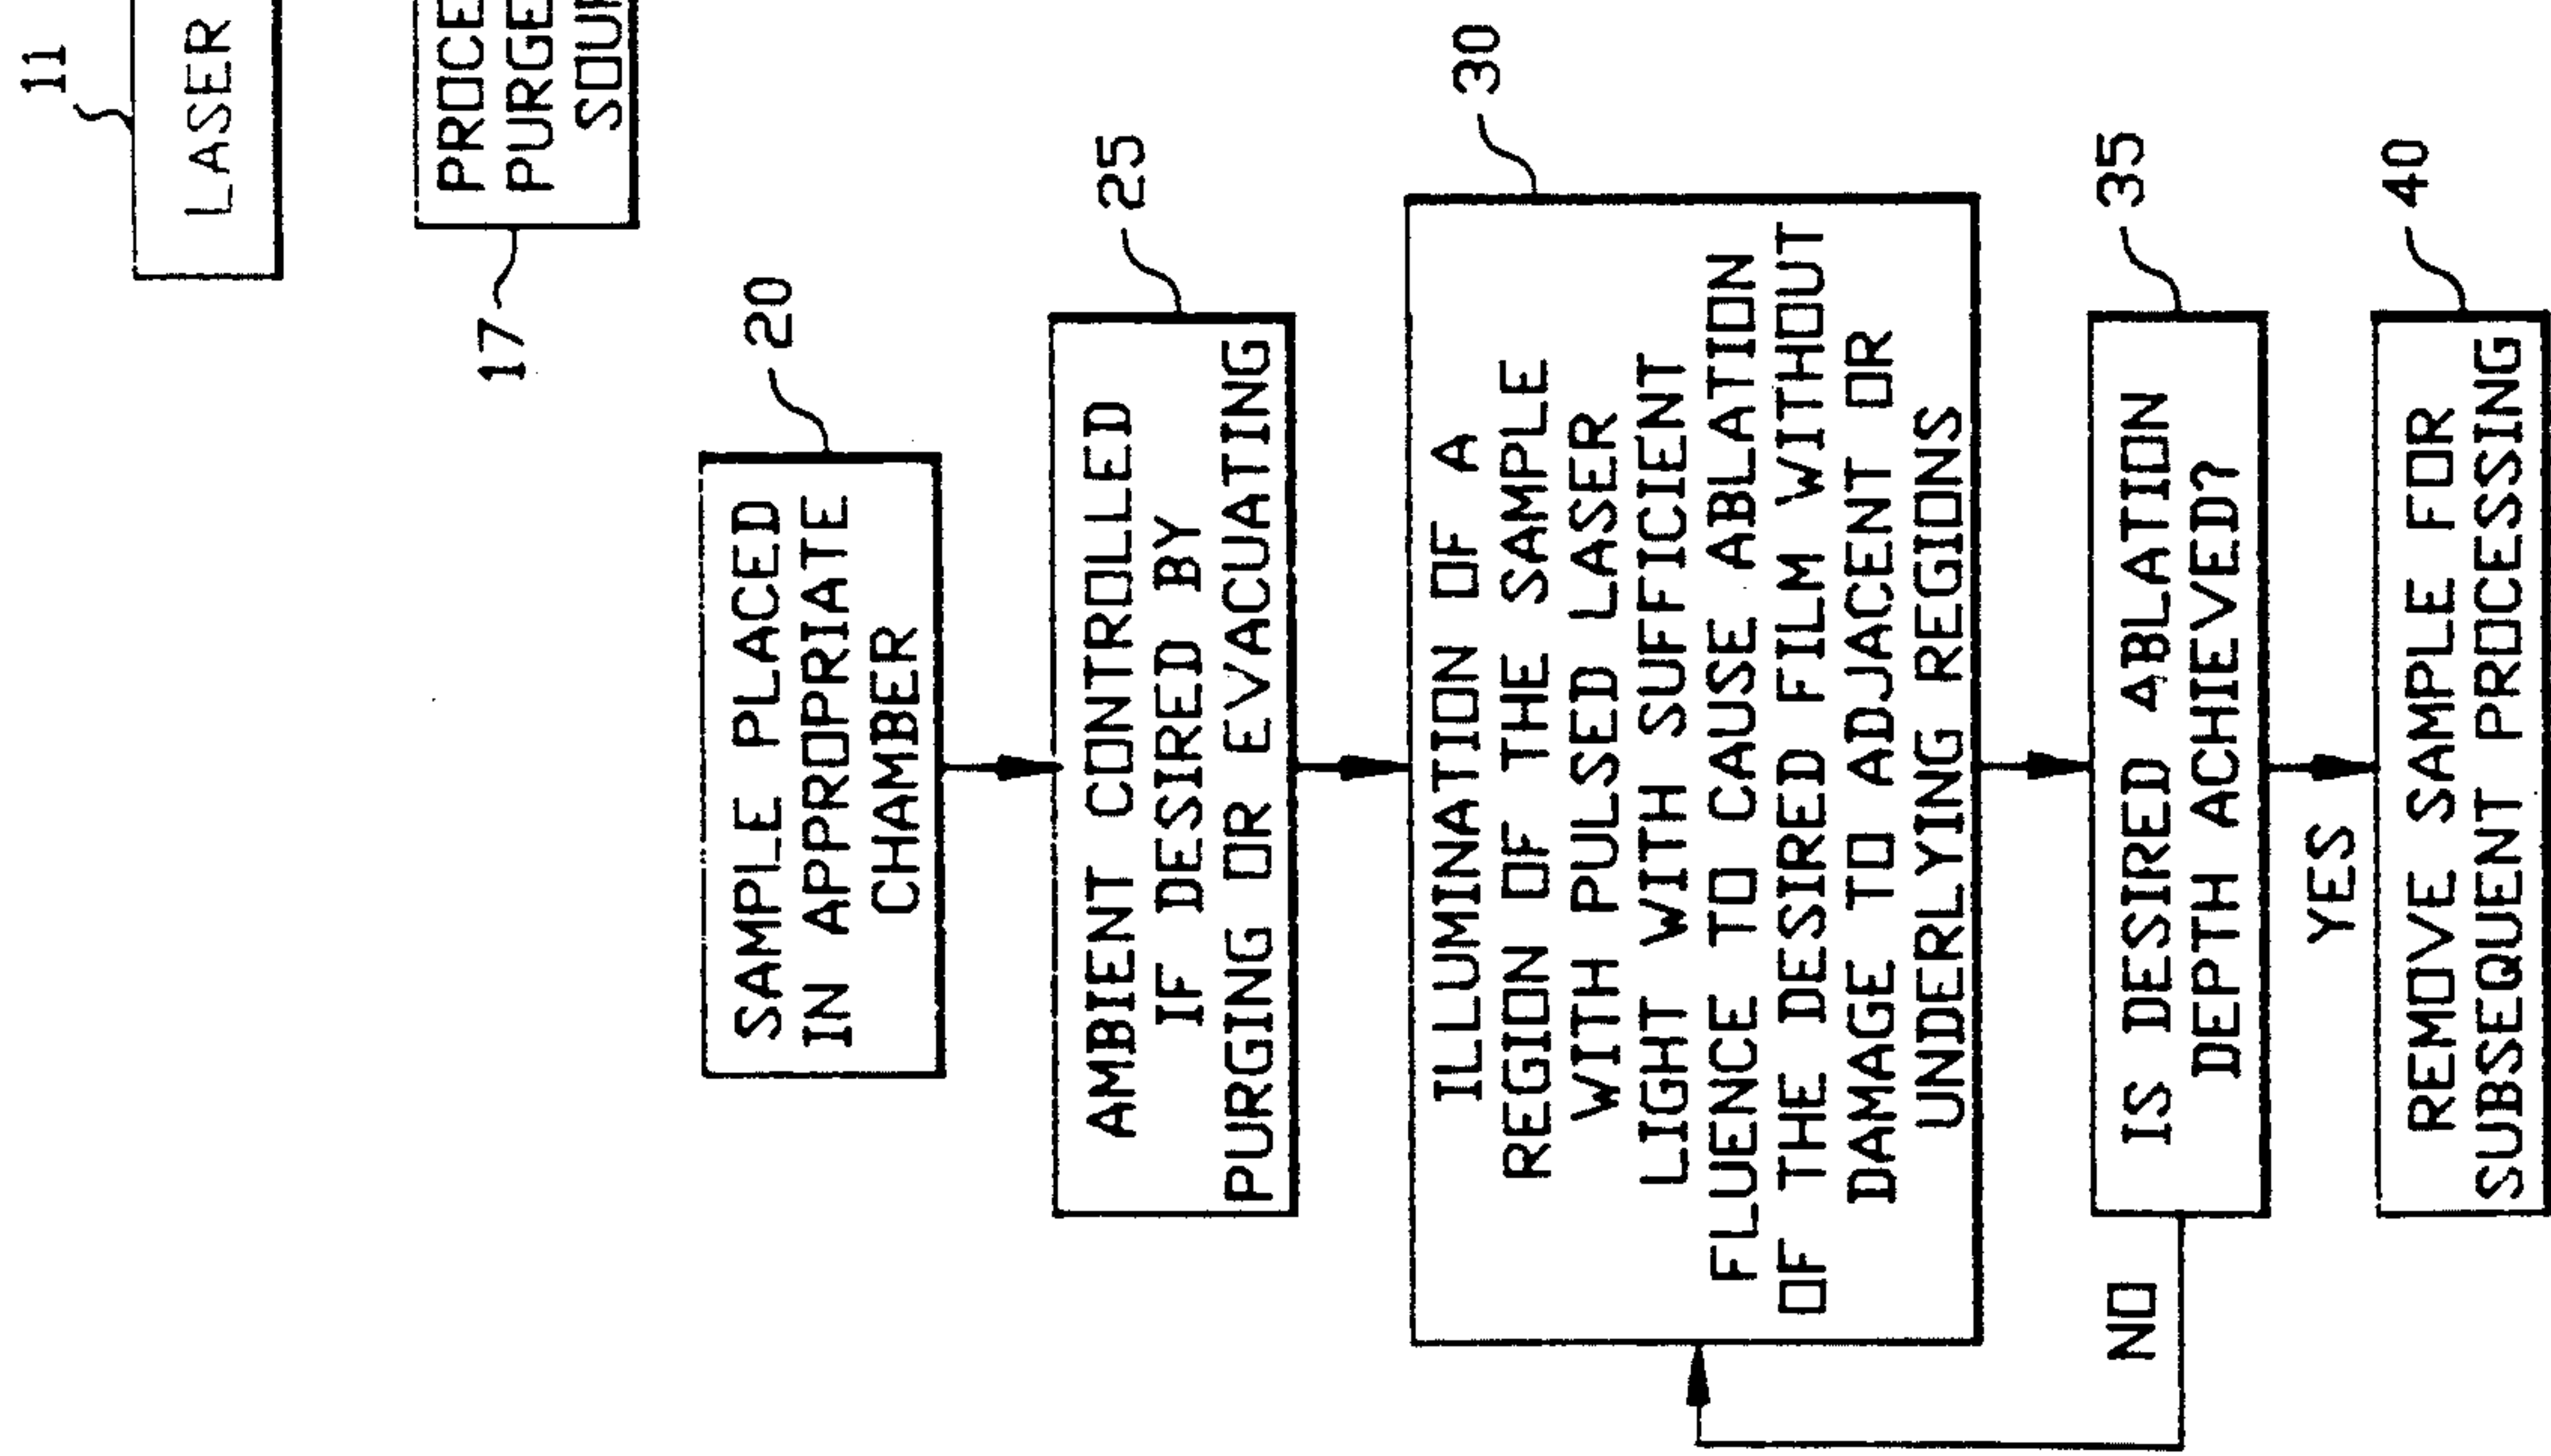 11
LASER
17
20
SAMPLE PLACED
IN APPROPRIATE
CHAMBER
25
AMBIENT CONTROLLED
IF DESIRED BY
PURGING OR EVACUATING
30
ILLUMINATION OF A
REGION OF THE SAMPLE
WITH PULSED LASER
LIGHT WITH SUFFICIENT
FLUENCE TO CAUSE ABLATION
OF THE DESIRED FILM WITHOUT
DAMAGE TO ADJACENT OR
UNDERLYING REGIONS
35
IS DESIRED ABLATION
DEPTH ACHIEVED?
NO
YES
40
REMOVE SAMPLE FOR
SUBSEQUENT PROCESSING